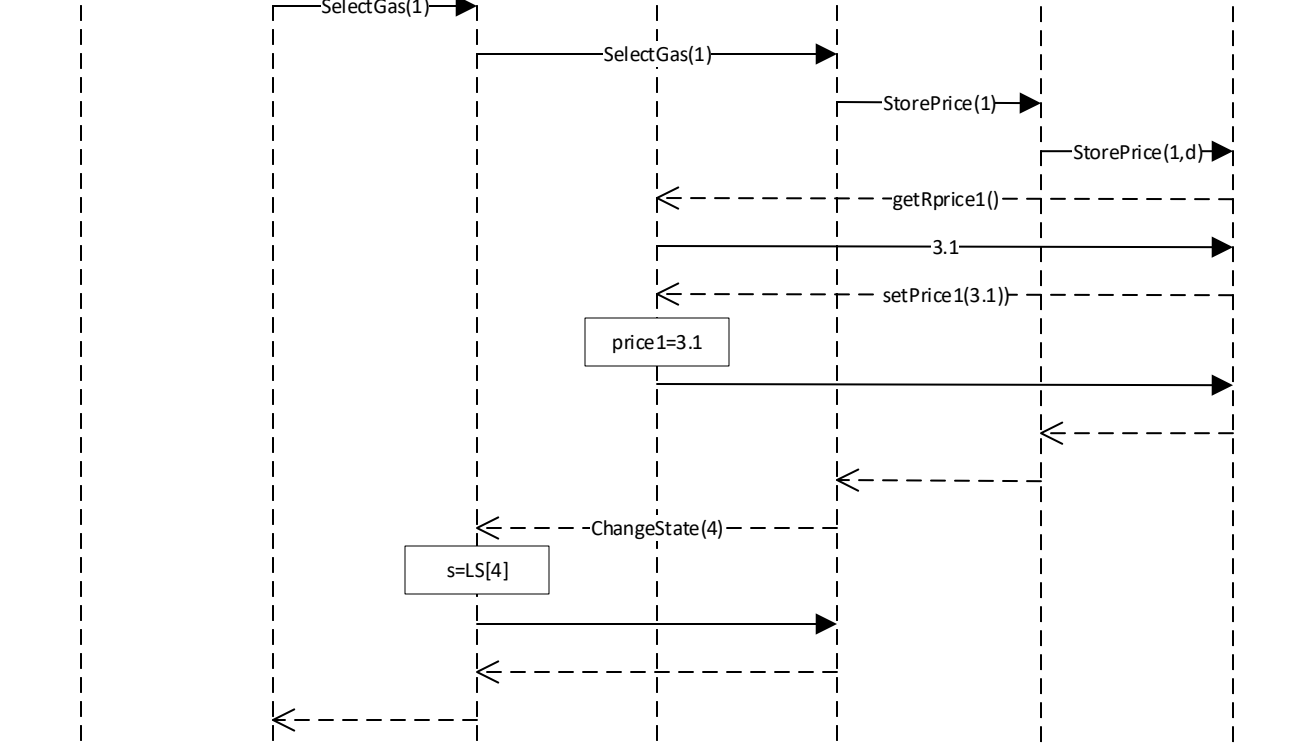 SelectGas(1)
SelectGas(1)
StorePrice(1)
StorePrice(1,d)
getRprice1()
3.1
setPrice1(3.1))
price1=3.1
ChangeState(4)
s=LS[4]